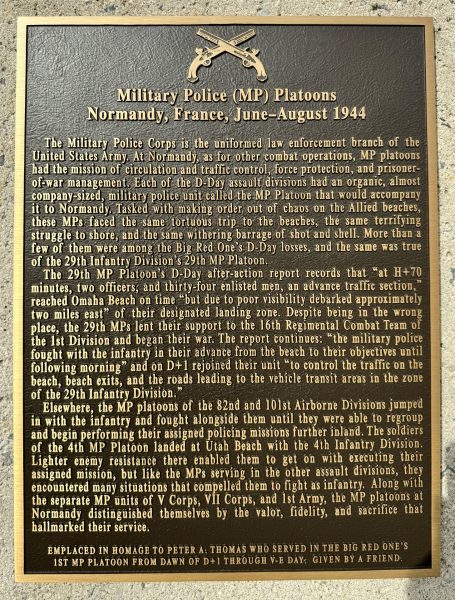 Military Police (MP) Platoons
Normandy, France, June–August 1944
The Military Police Corps is the uniformed law enforcement branch of the
United States Army. At Normandy, as for other combat operations, MP platoons
had the mission of circulation and traffic control, force protection, and prisoner-
of-war management. Each of the D-Day assault divisions had an organic, almost
company-sized, military police unit called the MP Platoon that would accompany
it to Normandy. Tasked with making order out of chaos on the Allied beaches,
these MPs faced the same tortuous trip to the beaches, the same terrifying
struggle to shore, and the same withering barrage of shot and shell. More than a
few of them were among the Big Red One's D-Day losses, and the same was true
of the 29th Infantry Division's 29th MP Platoon.
The 29th MP Platoon's D-Day after-action report records that "at H+70
minutes, two officers, and thirty-four enlisted men, an advance traffic section,"
reached Omaha Beach on time "but due to poor visibility debarked approximately
two miles east" of their designated landing zone. Despite being in the wrong
place, the 29th MPs lent their support to the 16th Regimental Combat Team of
the 1st Division and began their war. The report continues: "the military police
fought with the infantry in their advance from the beach to their objectives until
following morning" and on D+1 rejoined their unit "to control the traffic on the
beach, beach exits, and the roads leading to the vehicle transit areas in the zone
of the 29th Infantry Division."
Elsewhere, the MP platoons of the 82nd and 101st Airborne Divisions jumped
in with the infantry and fought alongside them until they were able to regroup
and begin performing their assigned policing missions further inland. The soldiers
of the 4th MP Platoon landed at Utah Beach with the 4th Infantry Division.
Lighter enemy resistance there enabled them to get on with executing their
assigned mission, but like the MPs serving in the other assault divisions, they
encountered many situations that compelled them to fight as infantry. Along with
the separate MP units of V Corps, VII Corps, and 1st Army, the MP platoons at
Normandy distinguished themselves by the valor, fidelity, and sacrifice that
hallmarked their service.
EMPLACED IN HOMAGE TO PETER A. THOMAS WHO SERVED IN THE BIG RED ONE'S
1ST MP PLATOON FROM DAWN OF D+1 THROUGH V-E DAY; GIVEN BY A FRIEND.